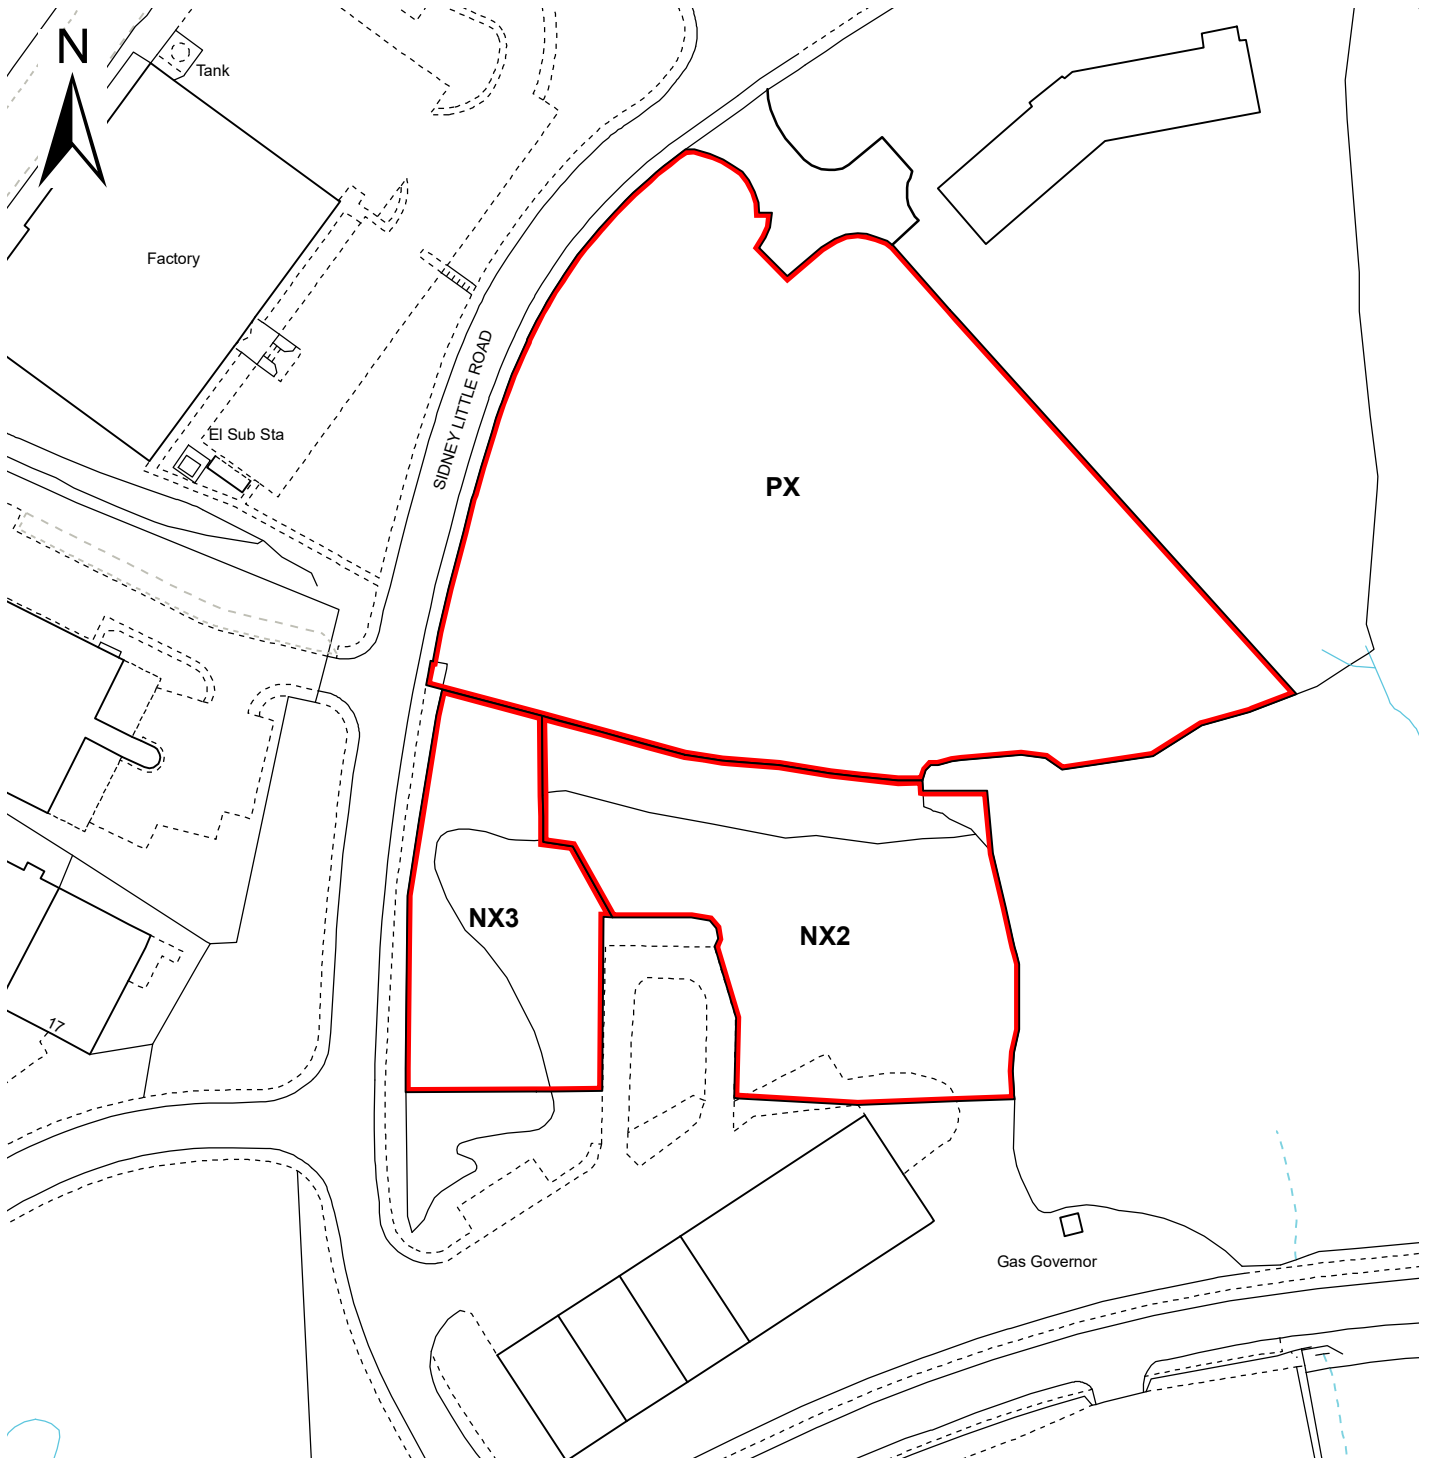 N
Tank
Factory
SIDNEY LITTLE ROAD
El Sub Sta
PX
NX3
NX2
17
Gas Governor